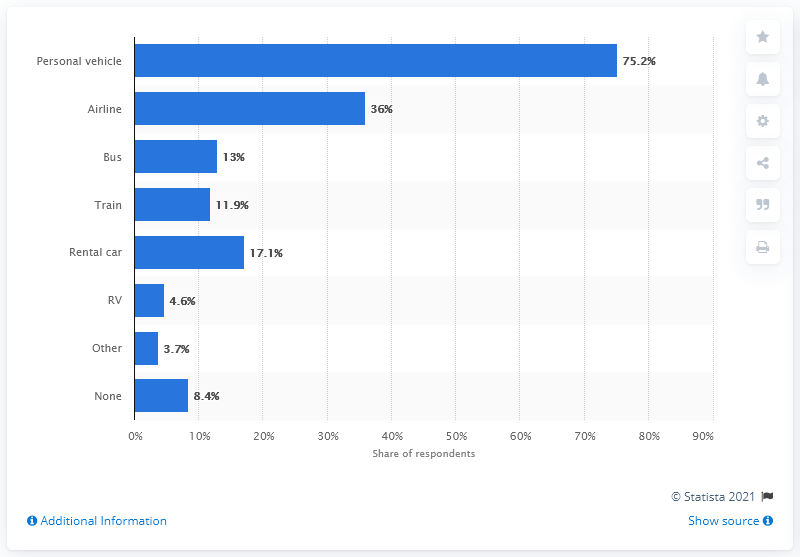 Personal vehicle 75.2%
Airline 36%
Bus 13%
Train 11.9%
Rental car 17.1%
RV 4.6%
Other 3.7%
None 8.4%
0% 10% 20% 30% 40% 50% 60% 70% 80% 90%
Share of respondents
© Statista 2021
Additional Information Show source